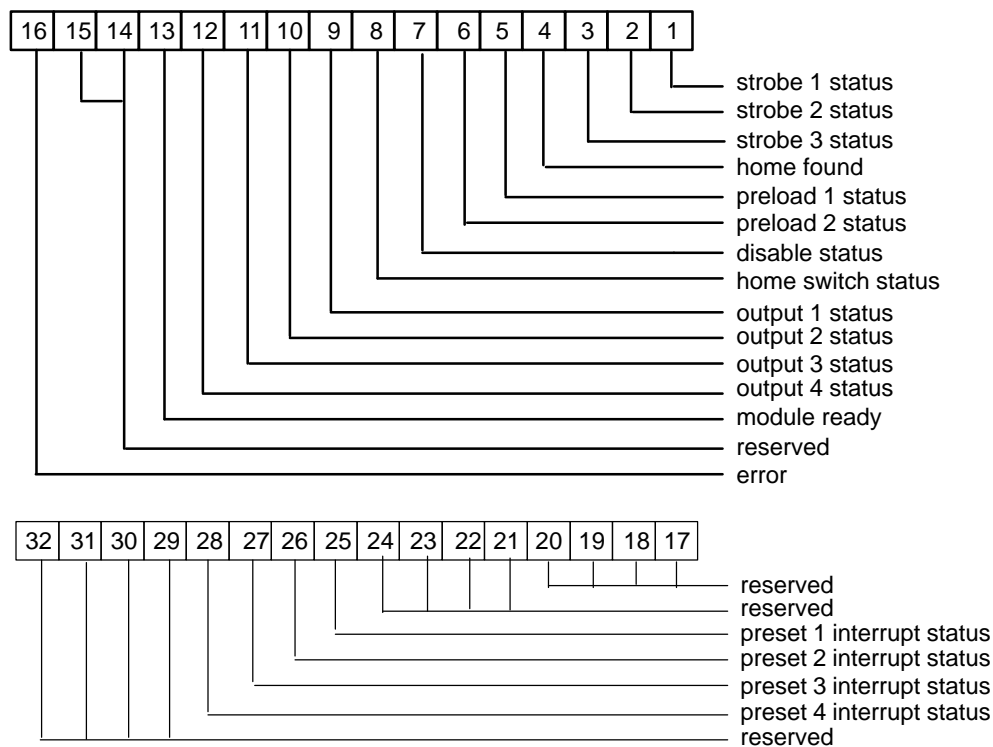 16 15 14 13 12 11 10 9 8 7 6 5 4 3 2 1
strobe 1 status
strobe 2 status
strobe 3 status
home found
preload 1 status
preload 2 status
disable status
home switch status
output 1 status
output 2 status
output 3 status
output 4 status
module ready
reserved
error
32 31 30 29 28 27 26 25 24 23 22 21 20 19 18 17
reserved
reserved
preset 1 interrupt status
preset 2 interrupt status
preset 3 interrupt status
preset 4 interrupt status
reserved